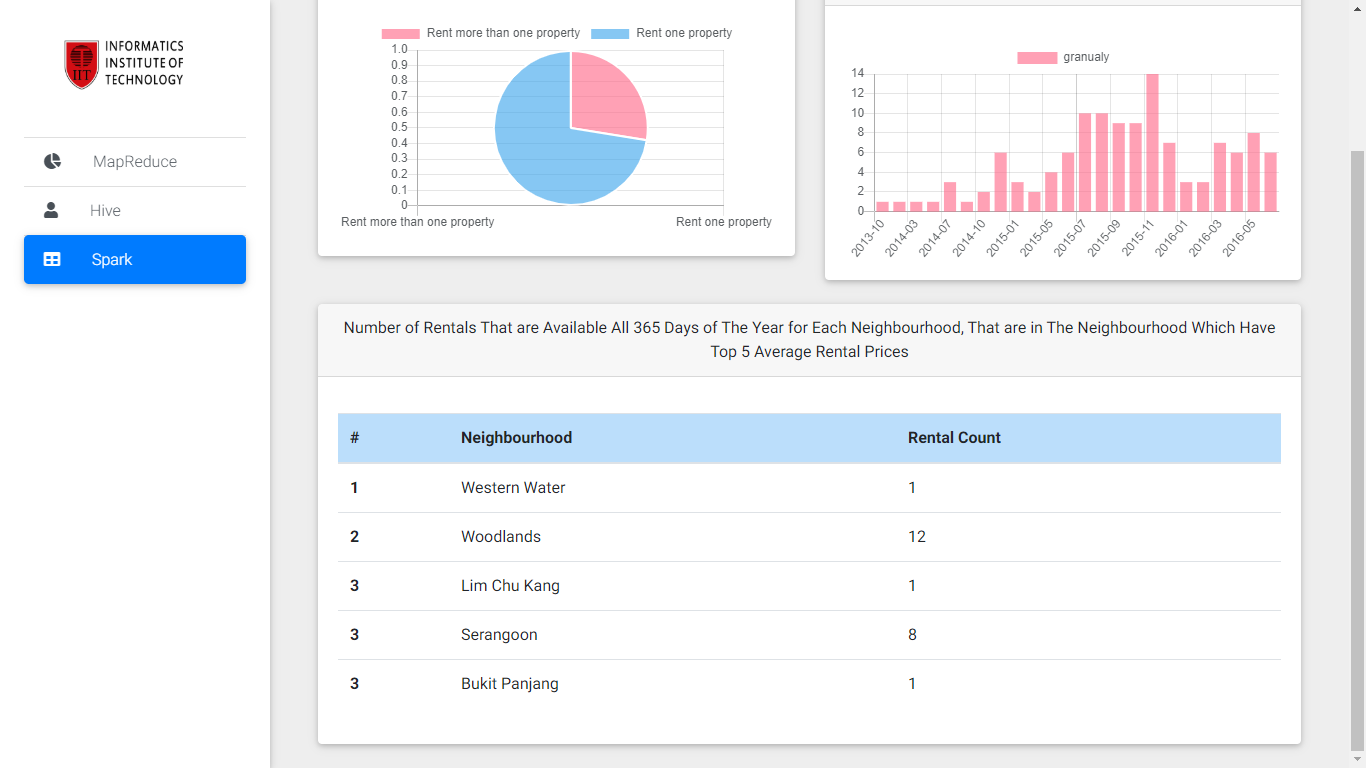 INFORMATICS
INSTITUTE OF
TECHNOLOGY
IIT
MapReduce
Hive
Spark
Rent more than one property
Rent one property
1.0
0.9
0.8
0.7
0.6
0.5
0.4
0.3
0.2
0.1
0
Rent more than one property
Rent one property
granualy
14
12
10
8
6
4
2
0
2013-10
2014-03
2014-07
2014-10
2015-01
2015-05
2015-07
2015-09
2015-11
2016-01
2016-03
2016-05
Number of Rentals That are Available All 365 Days of The Year for Each Neighbourhood, That are in The Neighbourhood Which Have
Top 5 Average Rental Prices
# Neighbourhood Rental Count
1 Western Water 1
2 Woodlands 12
3 Lim Chu Kang 1
3 Serangoon 8
3 Bukit Panjang 1